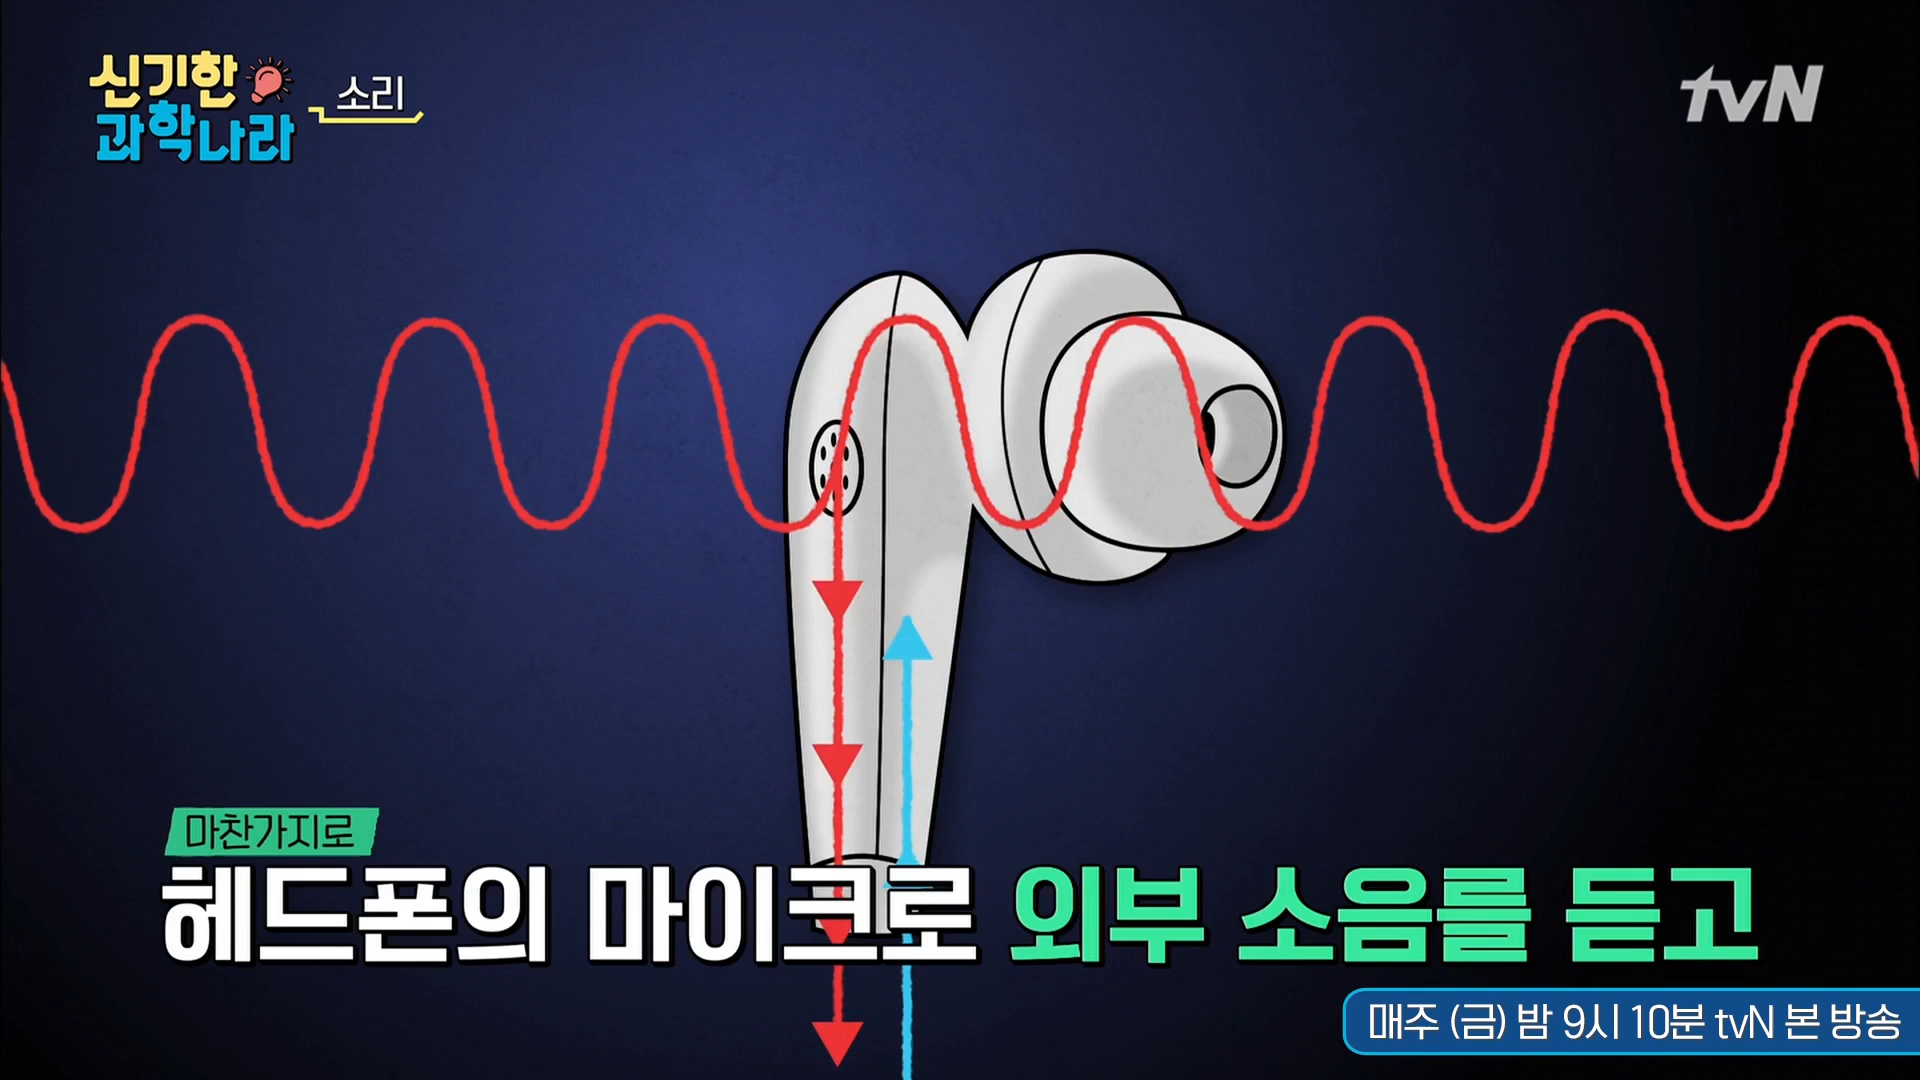 신기한
과학나라
소리
tvN
마찬가지로
헤드폰의 마이크로 외부 소음를 듣고
매주 (금) 밤 9시 10분 tvN 본 방송